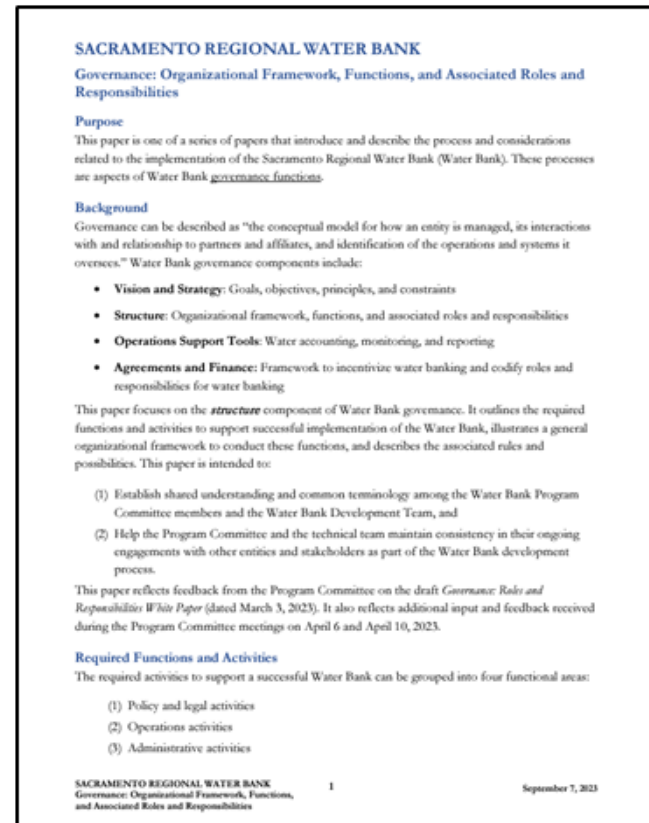 SACRAMENTO REGIONAL WATER BANK
Governance: Organizational Framework, Functions, and Associated Roles and
Responsibilities
Purpose
This paper is one of a series of papers that introduce and describe the process and considerations
related to the implementation of the Sacramento Regional Water Bank (Water Bank). These processes
are aspects of Water Bank governance functions.
Background
Governance can be described as “the conceptual model for how an entity is managed, its interactions
with and relationship to partners and affiliates, and identification of the operations and systems it
oversees.” Water Bank governance components include:
• Vision and Strategy: Goals, objectives, principles, and constraints
• Structure: Organizational framework, functions, and associated roles and responsibilities
• Operations Support Tools: Water accounting, monitoring, and reporting
• Agreements and Finance: Framework to incentivize water banking and codify roles and
responsibilities for water banking
This paper focuses on the structure component of Water Bank governance. It outlines the required
functions and activities to support successful implementation of the Water Bank, illustrates a general
organizational framework to conduct these functions, and describes the associated rules and
possibilities. This paper is intended to:
(1) Establish shared understanding and common terminology among the Water Bank Program
Committee members and the Water Bank Development Team, and
(2) Help the Program Committee and the technical team maintain consistency in their ongoing
engagements with other entities and stakeholders as part of the Water Bank development
process.
This paper reflects feedback from the Program Committee on the draft Governance: Roles and
Responsibilities White Paper (dated March 3, 2023). It also reflects additional input and feedback received
during the Program Committee meetings on April 6 and April 10, 2023.
Required Functions and Activities
The required activities to support a successful Water Bank can be grouped into four functional areas:
(1) Policy and legal activities
(2) Operations activities
(3) Administrative activities
SACRAMENTO REGIONAL WATER BANK
Governance: Organizational Framework, Functions,
and Associated Roles and Responsibilities
1
September 7, 2023